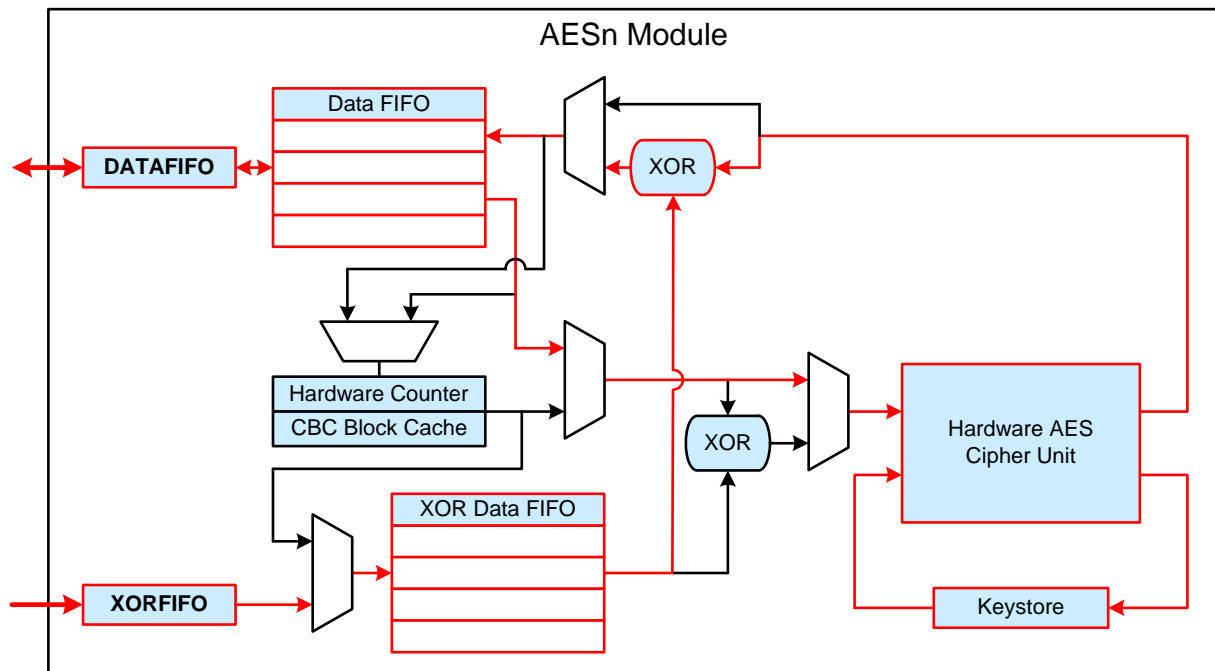 AESn Module
Data FIFO
DATAFIFO
XOR
Hardware Counter
CBC Block Cache
XOR
Hardware AES
Cipher Unit
XOR Data FIFO
XORFIFO
Keystore